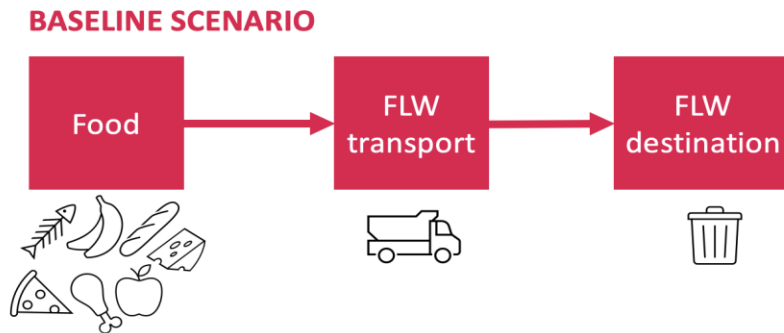 BASELINE SCENARIO
Food
FLW
transport
FLW
destination